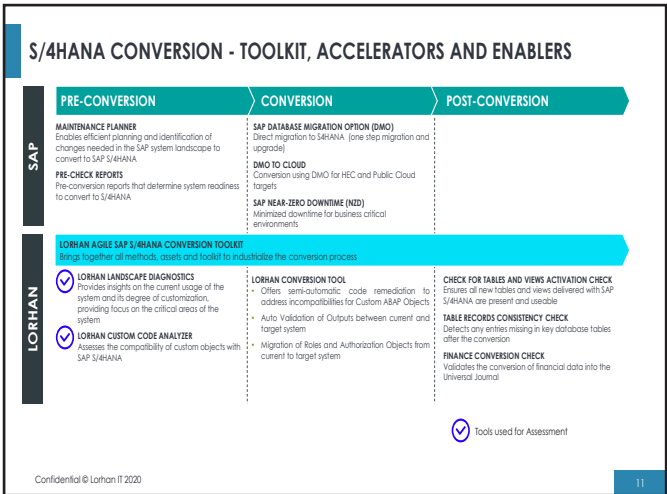 S/4HANA CONVERSION - TOOLKIT, ACCELERATORS AND ENABLERS
PRE-CONVERSION
CONVERSION
POST-CONVERSION
SAP
MAINTENANCE PLANNER
Enables efficient planning and identification of
changes needed in the SAP system landscape to
convert to SAP S/4HANA
PRE-CHECK REPORTS
Pre-conversion reports that determine system readiness
to convert to S/4HANA
SAP DATABASE MIGRATION OPTION (DMO)
Direct migration to S4HANA (one step migration and
upgrade)
DMO TO CLOUD
Conversion using DMO for HEC and Public Cloud
targets
SAP NEAR-ZERO DOWNTIME (NZD)
Minimized downtime for business critical
environments
LORHAN
LORHAN AGILE SAP S/4HANA CONVERSION TOOLKIT
Brings together all methods, assets and toolkit to industrialize the conversion process
LORHAN LANDSCAPE DIAGNOSTICS
Provides insights on the current usage of the
system and its degree of customization,
providing focus on the critical areas of the
system
LORHAN CUSTOM CODE ANALYZER
Assesses the compatibility of custom objects with
SAP S/4HANA
LORHAN CONVERSION TOOL
• Offers semi-automatic code remediation to
address incompatibilities for Custom ABAP Objects
• Auto Validation of Outputs between current and
target system
• Migration of Roles and Authorization Objects from
current to target system
CHECK FOR TABLES AND VIEWS ACTIVATION CHECK
Ensures all new tables and views delivered with SAP
S/4HANA are present and useable
TABLE RECORDS CONSISTENCY CHECK
Detects any entries missing in key database tables
after the conversion
FINANCE CONVERSION CHECK
Validates the conversion of financial data into the
Universal Journal
Tools used for Assessment
Confidential © Lorhan IT 2020
11